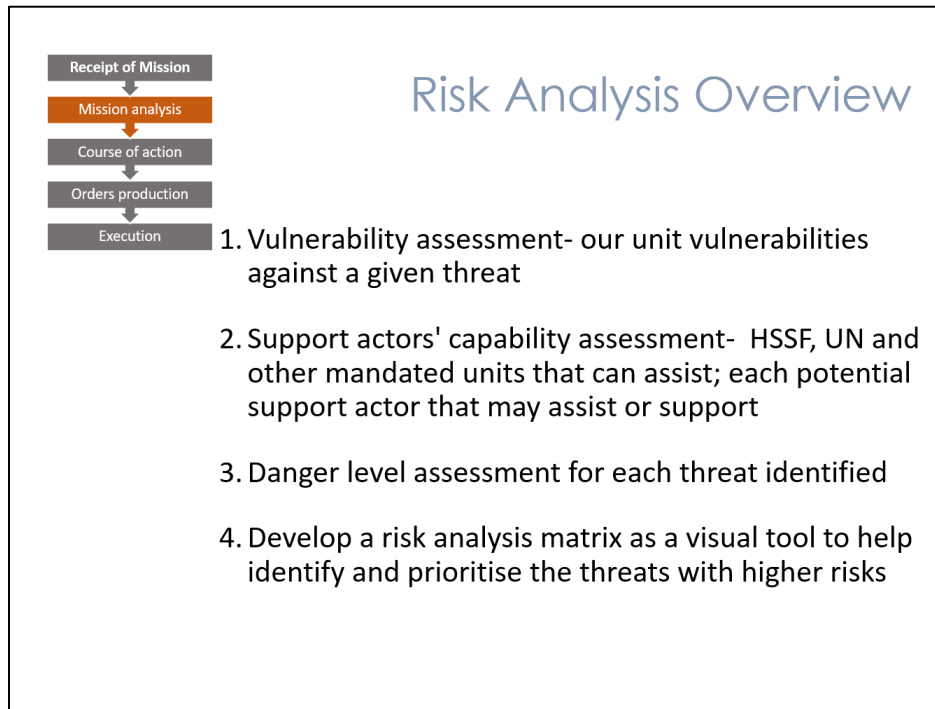 Receipt of Mission
Mission analysis
Course of action
Orders production
Execution
Risk Analysis Overview
1. Vulnerability assessment- our unit vulnerabilities
against a given threat
2. Support actors' capability assessment-  HSSF, UN and
other mandated units that can assist; each potential
support actor that may assist or support
3. Danger level assessment for each threat identified
4. Develop a risk analysis matrix as a visual tool to help
identify and prioritise the threats with higher risks